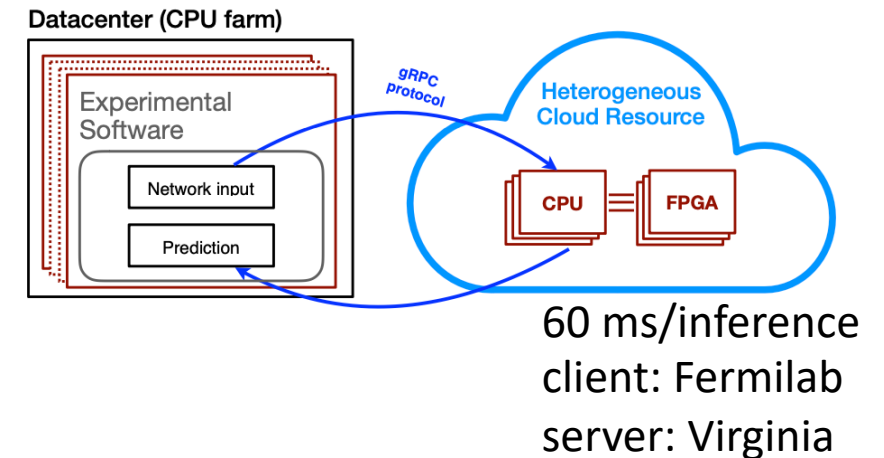 Datacenter (CPU farm)
gRPC
protocol
Experimental
Software
Network input
Prediction
Heterogeneous
Cloud Resource
CPU
FPGA
60 ms/inference
client: Fermilab
server: Virginia